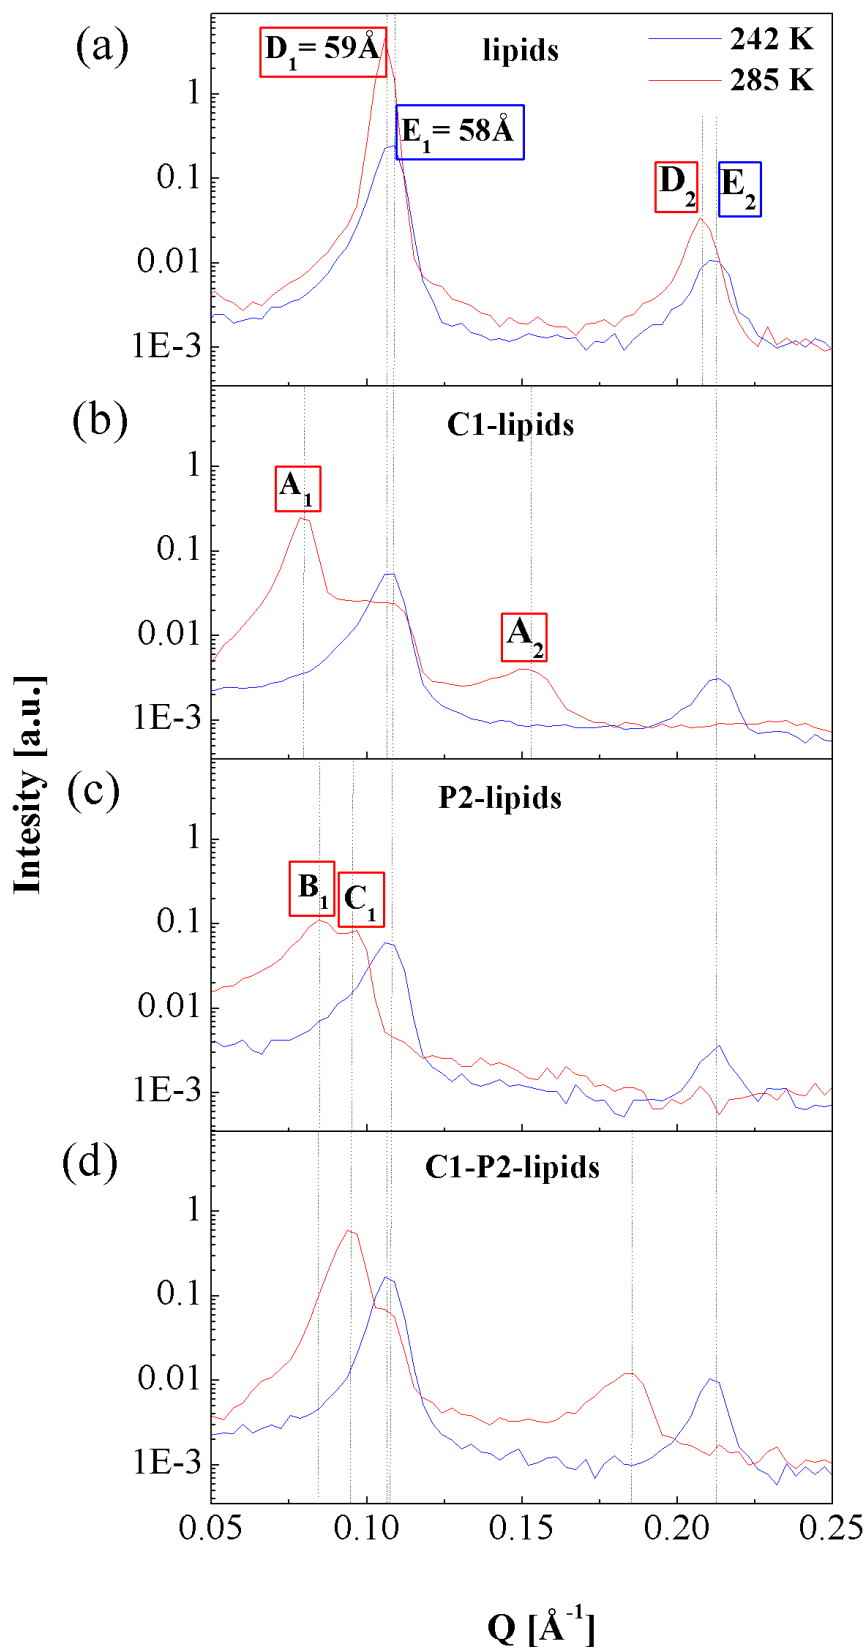 (a)
D₁= 59Å
lipids
242 K
285 K
E₁= 58Å
D₂
E₂
1
0.1
0.01
1E-3
(b)
C1-lipids
A₁
A₂
1
0.1
0.01
1E-3
Intesity [a.u.]
(c)
P2-lipids
B₁
C₁
1
0.1
0.01
1E-3
(d)
C1-P2-lipids
1
0.1
0.01
1E-3
0.05 0.10 0.15 0.20 0.25
Q [Å⁻¹]